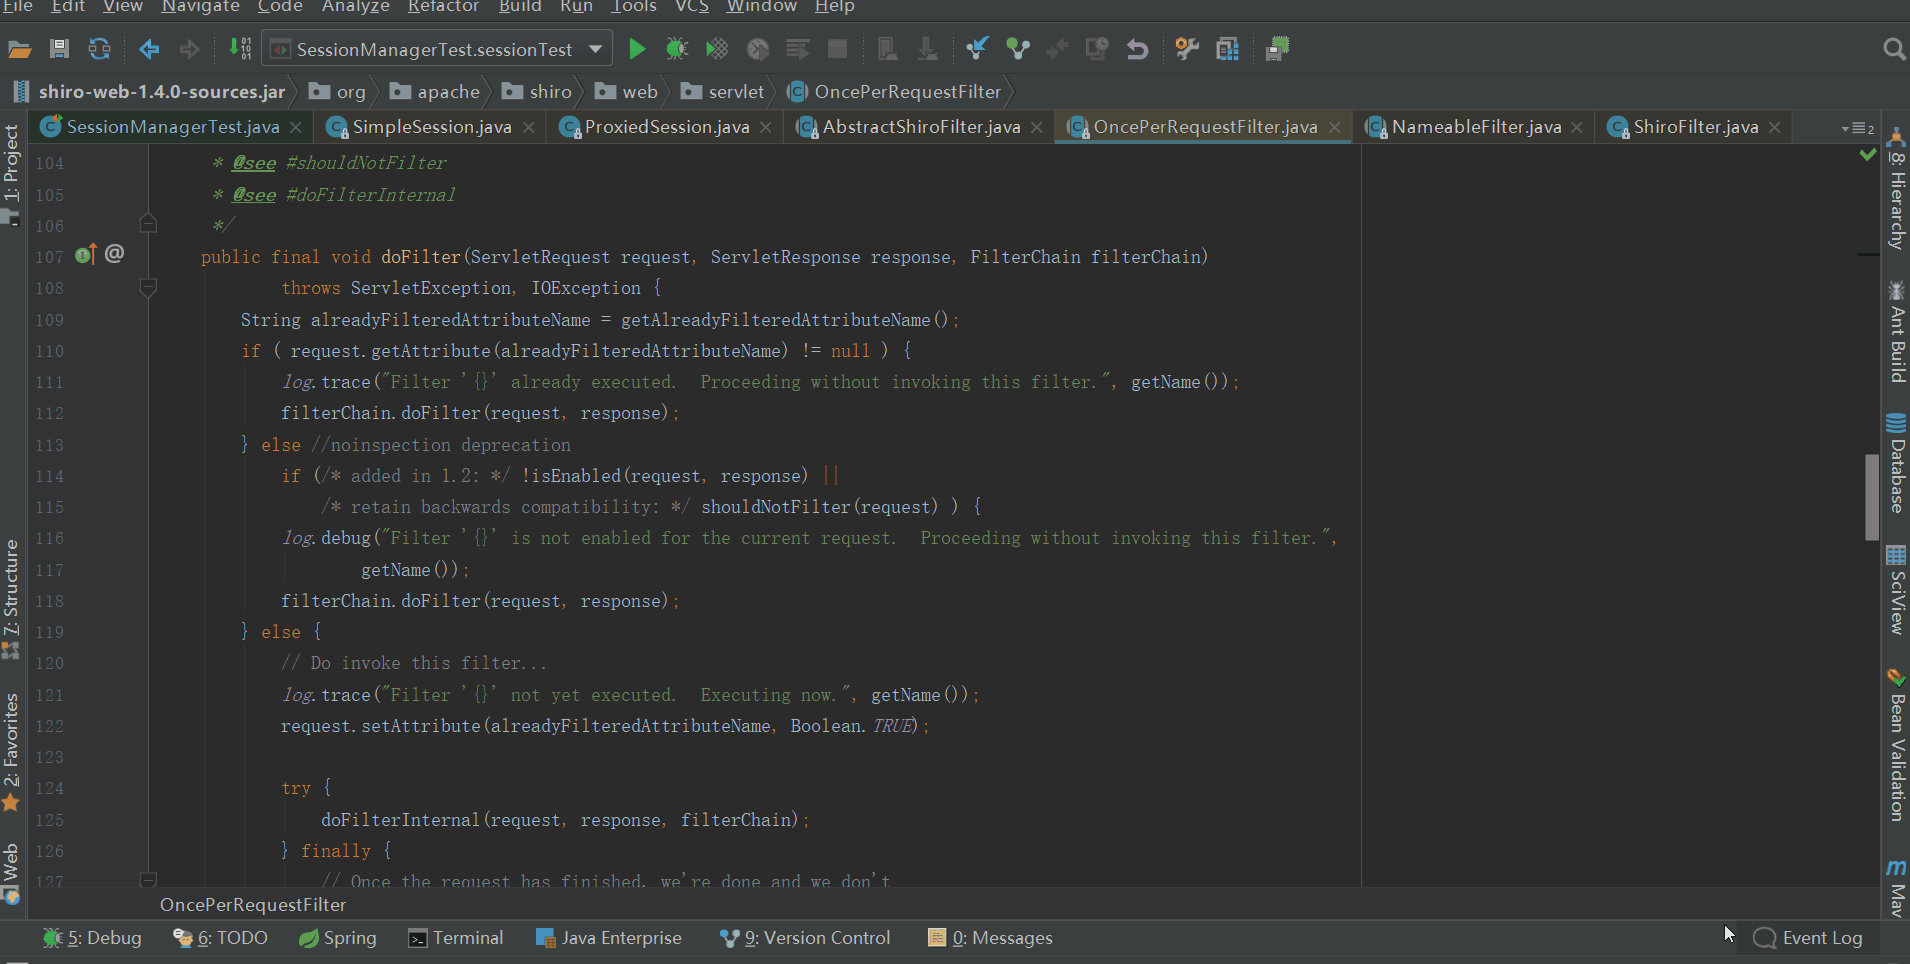 File Edit View Navigate Code Analyze Refactor Build Run Tools VCS Window Help
SessionManagerTest.sessionTest
shiro-web-1.4.0-sources.jar org apache shiro web servlet OncePerRequestFilter
SessionManagerTest.java SimpleSession.java ProxiedSession.java AbstractShiroFilter.java OncePerRequestFilter.java NameableFilter.java ShiroFilter.java 2
1: Project
7: Structure
2: Favorites
Web
104 * @see #shouldNotFilter
105 * @see #doFilterInternal
106 */
107 @ public final void doFilter(ServletRequest request, ServletResponse response, FilterChain filterChain)
108 throws ServletException, IOException {
109 String alreadyFilteredAttributeName = getAlreadyFilteredAttributeName();
110 if ( request.getAttribute(alreadyFilteredAttributeName) != null ) {
111 log.trace("Filter '{}' already executed.  Proceeding without invoking this filter.", getName());
112 filterChain.doFilter(request, response);
113 } else //noinspection deprecation
114 if (/* added in 1.2: */ !isEnabled(request, response) ||
115 /* retain backwards compatibility: */ shouldNotFilter(request) ) {
116 log.debug("Filter '{}' is not enabled for the current request.  Proceeding without invoking this filter.",
117 getName());
118 filterChain.doFilter(request, response);
119 } else {
120 // Do invoke this filter...
121 log.trace("Filter '{}' not yet executed.  Executing now.", getName());
122 request.setAttribute(alreadyFilteredAttributeName, Boolean.TRUE);
123
124 try {
125 doFilterInternal(request, response, filterChain);
126 } finally {
127 // Once the request has finished, we're done and we don't
8: Hierarchy
Ant Build
Database
SciView
Bean Validation
m Mav
OncePerRequestFilter
5: Debug 6: TODO Spring Terminal Java Enterprise 9: Version Control 0: Messages Event Log